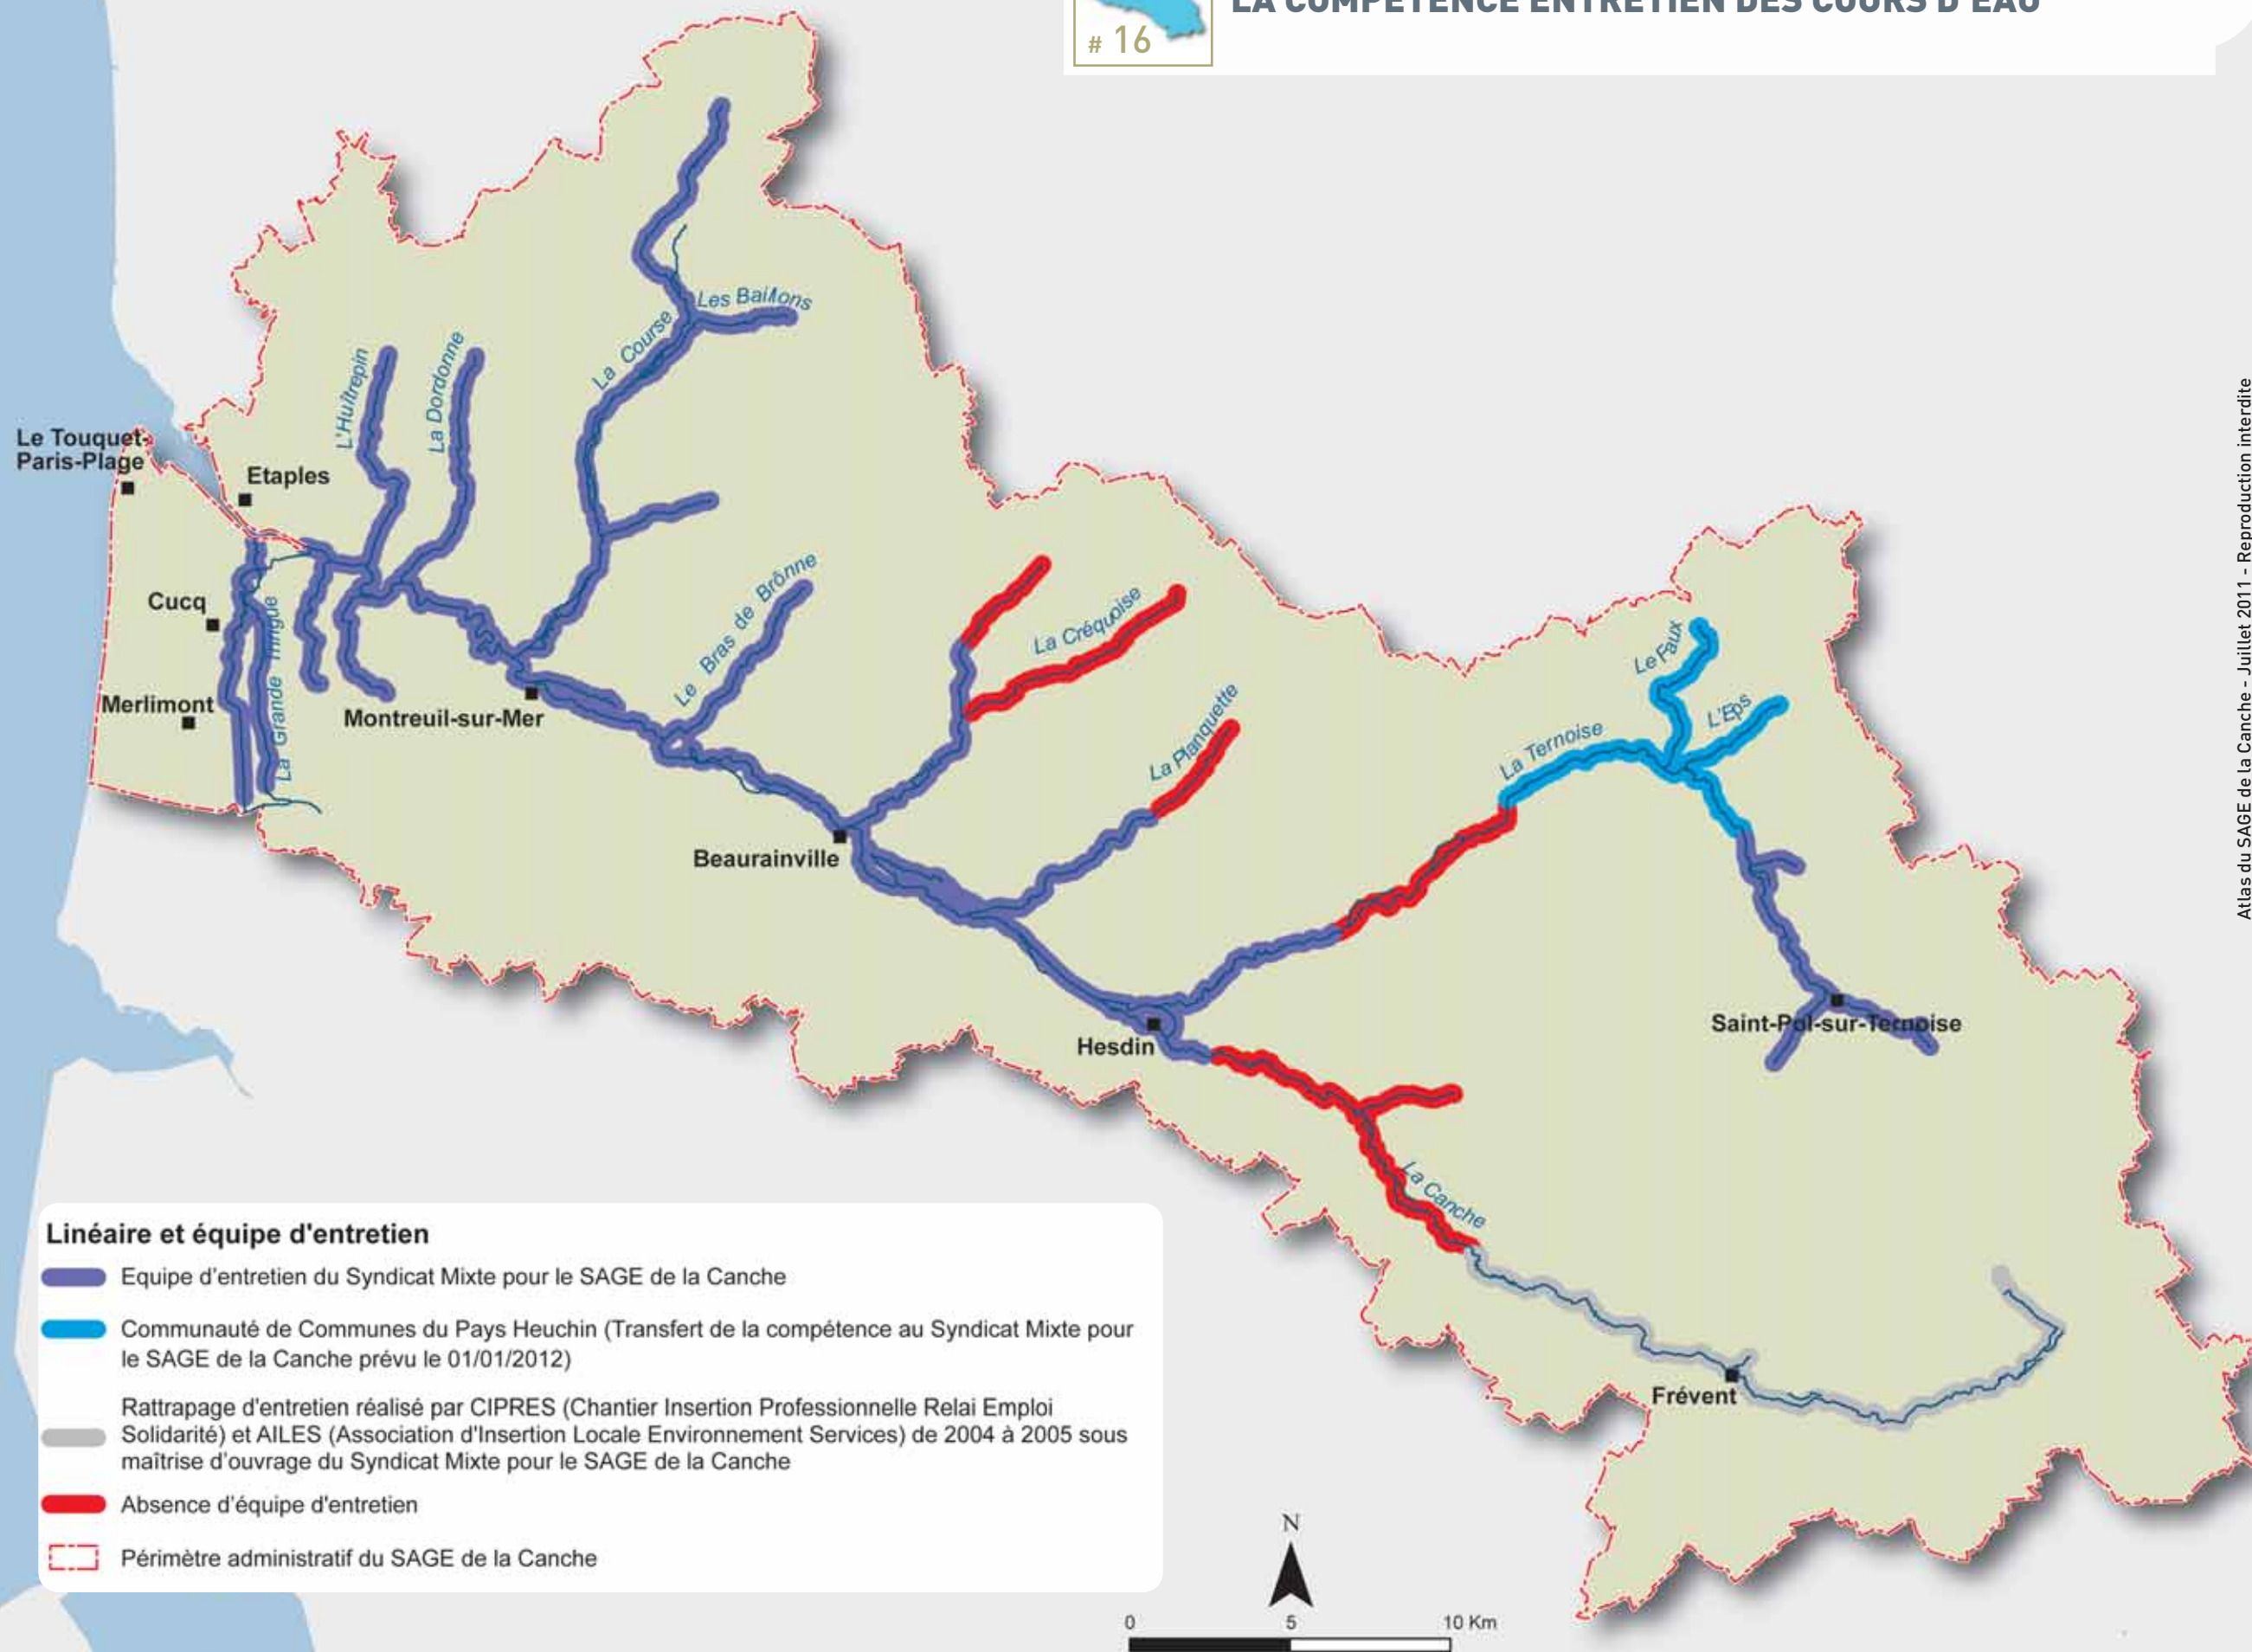 LA COMPÉTENCE ENTRETIEN DES COURS D'EAU
# 16
Les Baillons
La Course
L'Huîtrepin
La Dordonne
Le Touquet-
Paris-Plage
Etaples
Le Bras de Brônne
Cucq
La Grande Tringue
La Créquoise
Le Faux
Merlimont
Montreuil-sur-Mer
La Planquette
L'Eps
La Ternoise
Beaurainville
Saint-Pol-sur-Ternoise
Hesdin
La Canche
Frévent
Linéaire et équipe d'entretien
Equipe d'entretien du Syndicat Mixte pour le SAGE de la Canche
Communauté de Communes du Pays Heuchin (Transfert de la compétence au Syndicat Mixte pour
le SAGE de la Canche prévu le 01/01/2012)
Rattrapage d'entretien réalisé par CIPRES (Chantier Insertion Professionnelle Relai Emploi
Solidarité) et AILES (Association d'Insertion Locale Environnement Services) de 2004 à 2005 sous
maîtrise d'ouvrage du Syndicat Mixte pour le SAGE de la Canche
Absence d'équipe d'entretien
Périmètre administratif du SAGE de la Canche
N
0 5 10 Km
Atlas du SAGE de la Canche - Juillet 2011 - Reproduction interdite